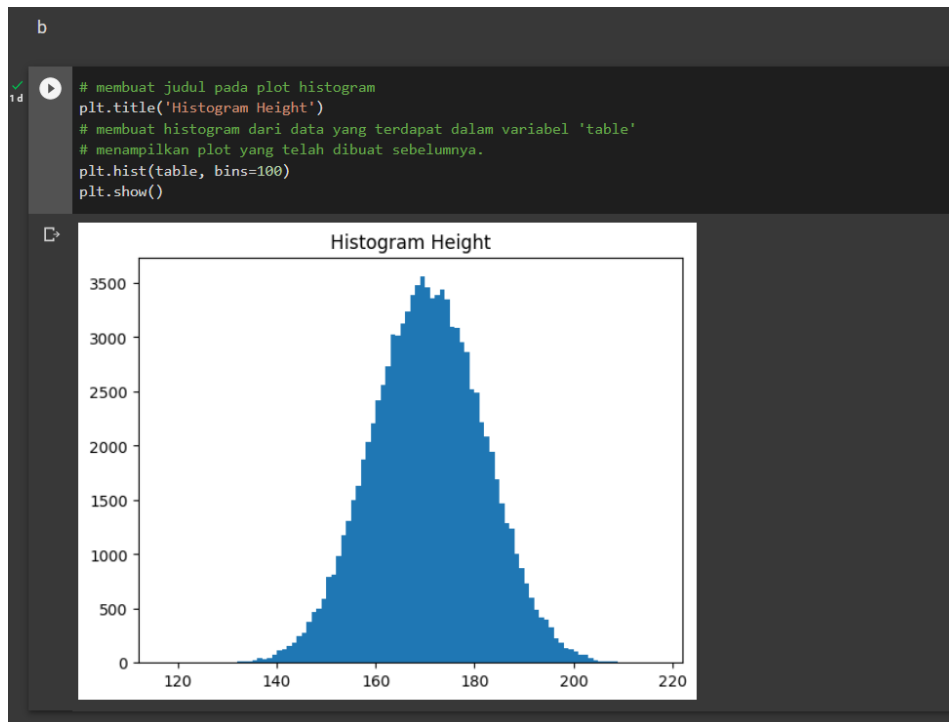 b
1 d
# membuat judul pada plot histogram
plt.title('Histogram Height')
# membuat histogram dari data yang terdapat dalam variabel 'table'
# menampilkan plot yang telah dibuat sebelumnya.
plt.hist(table, bins=100)
plt.show()
Histogram Height
3500
3000
2500
2000
1500
1000
500
0
120 140 160 180 200 220